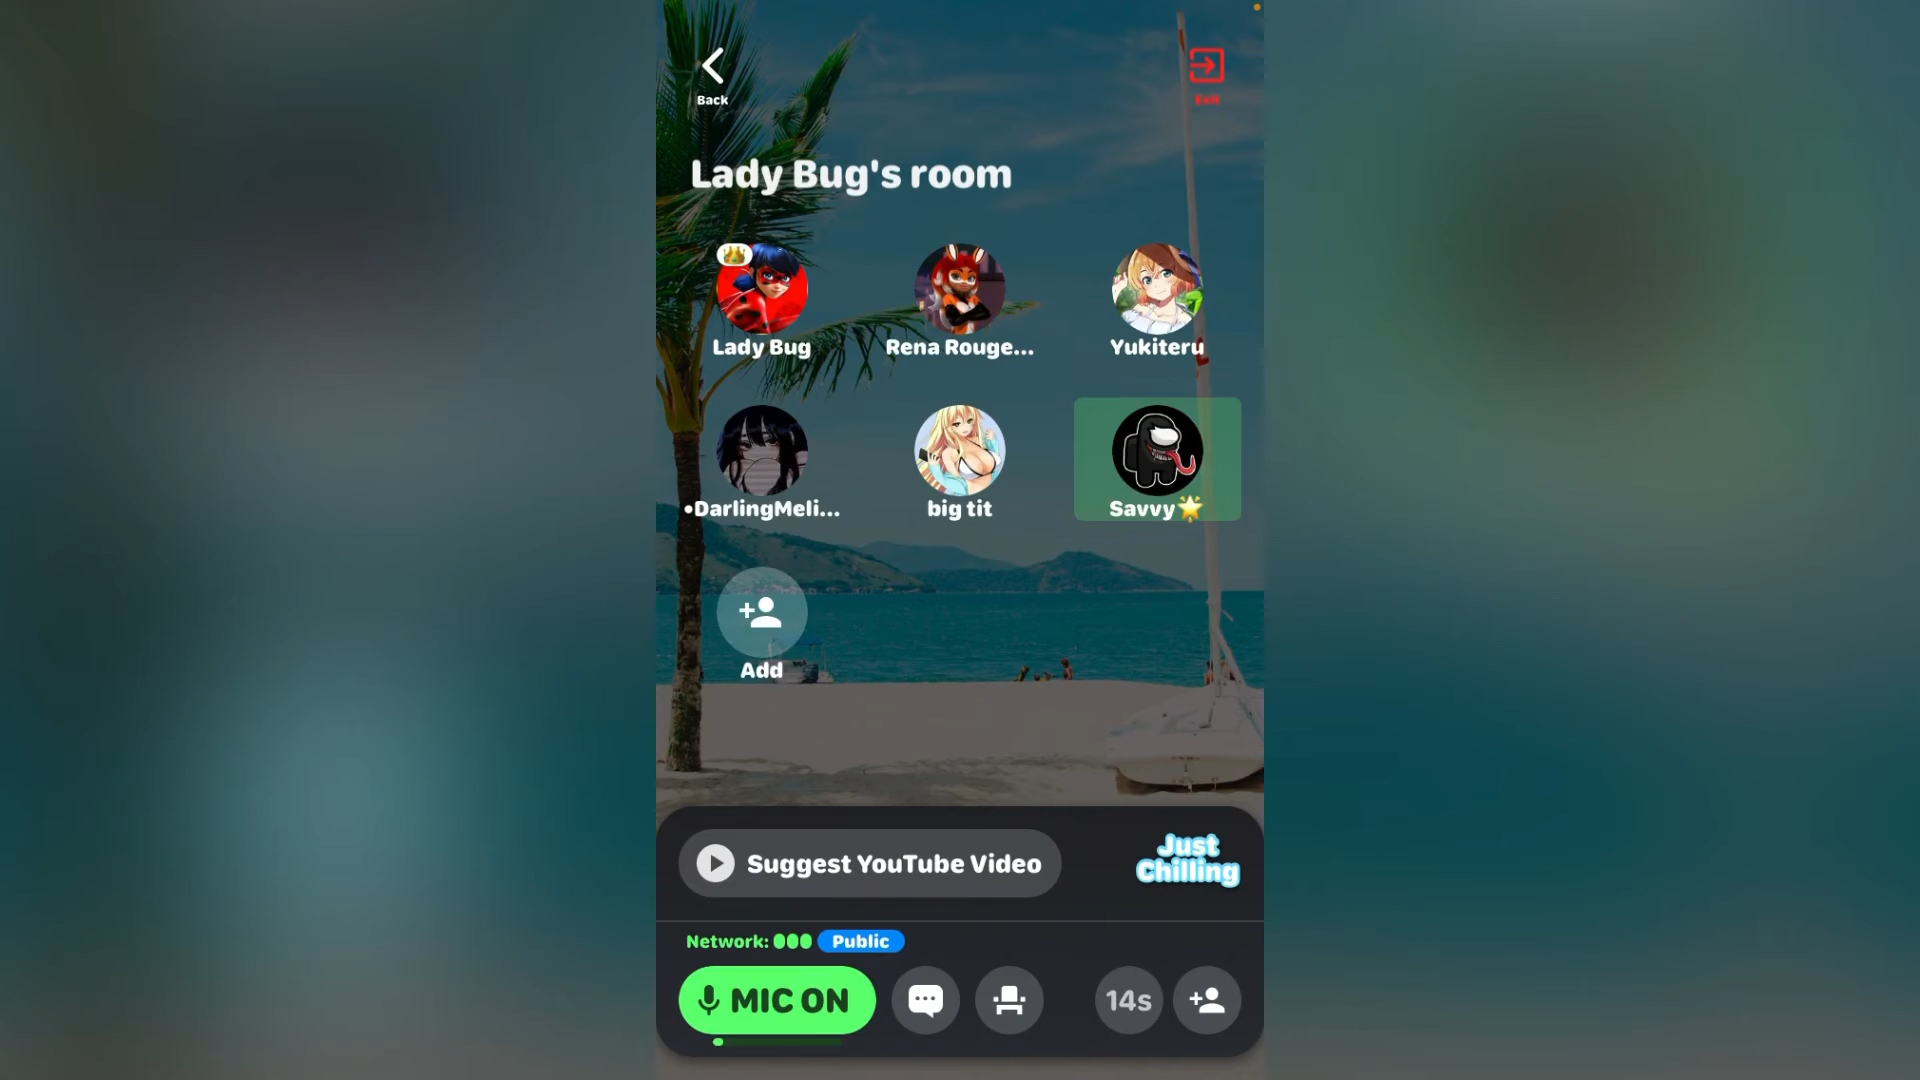 Back
Exit
Lady Bug's room
Lady Bug
Rena Rouge...
Yukiteru
•DarlingMeli...
big tit
Savvy🌟
Add
Suggest YouTube Video
Just
Chilling
Network:
Public
MIC ON
14s